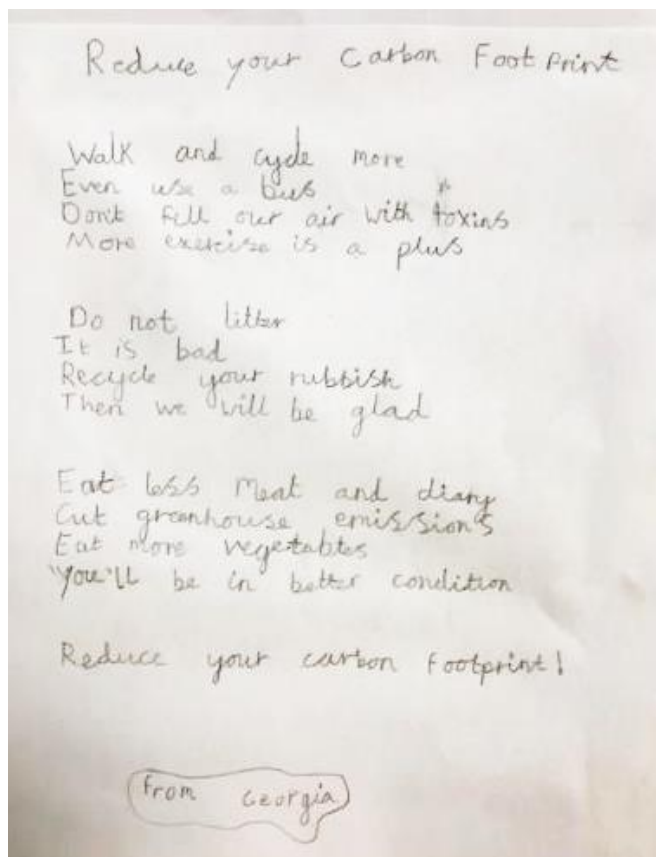 Reduce your Carbon Foot Print
Walk and cycle more
Even use a bus
Don't fill our air with toxins
More exercise is a plus
Do not litter
It is bad
Recycle your rubbish
Then we will be glad
Eat less meat and diary
Cut greenhouse emissions
Eat more vegetables
You'll be in better condition
Reduce your carbon footprint!
from Georgia